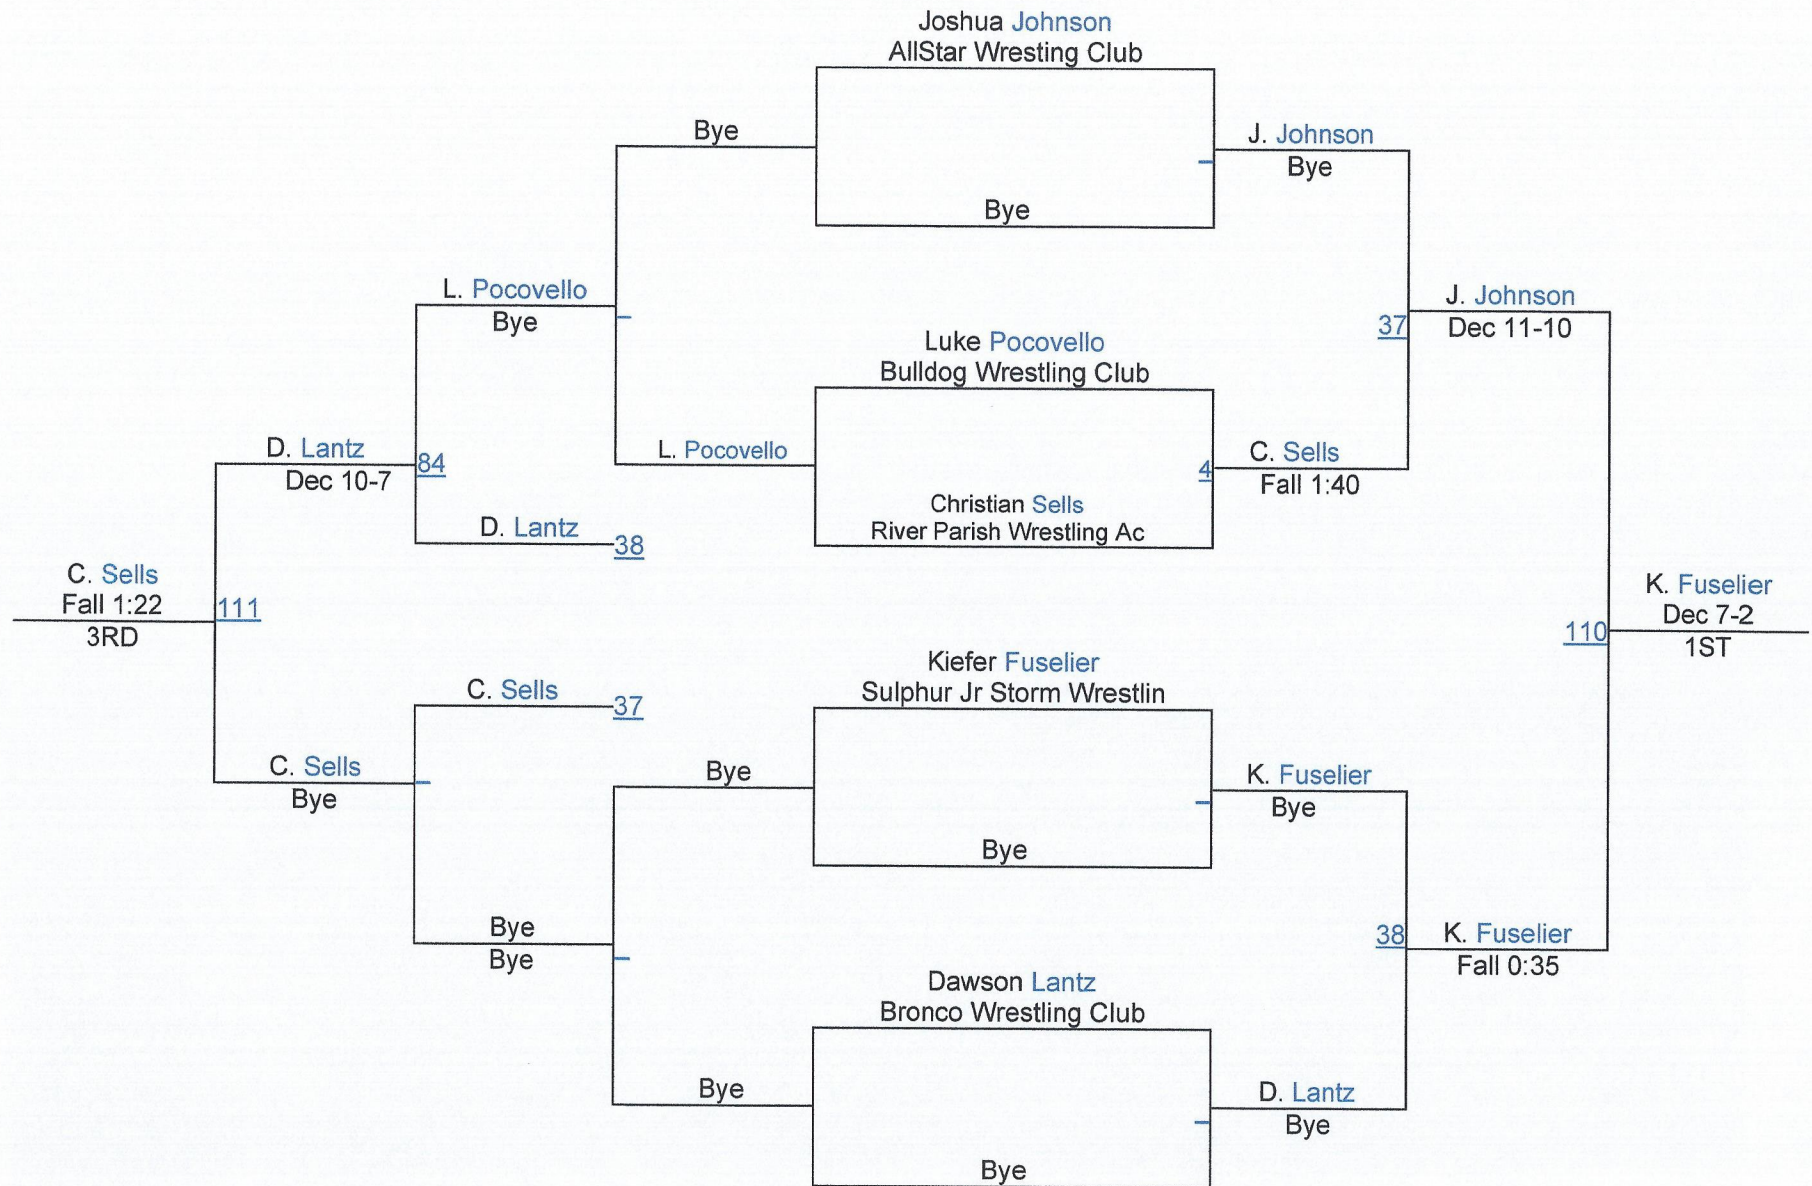 Joshua Johnson
AllStar Wresting Club
Bye
J. Johnson
Bye
Bye
L. Pocovello
Bye
J. Johnson
Dec 11-10
37
Luke Pocovello
Bulldog Wrestling Club
D. Lantz
Dec 10-7
84
L. Pocovello
4
C. Sells
Fall 1:40
Christian Sells
River Parish Wrestling Ac
D. Lantz
38
C. Sells
Fall 1:22
3RD
111
K. Fuselier
Dec 7-2
1ST
110
Kiefer Fuselier
Sulphur Jr Storm Wrestlin
C. Sells
37
C. Sells
Bye
Bye
K. Fuselier
Bye
Bye
Bye
Bye
38
K. Fuselier
Fall 0:35
Dawson Lantz
Bronco Wrestling Club
Bye
D. Lantz
Bye
Bye